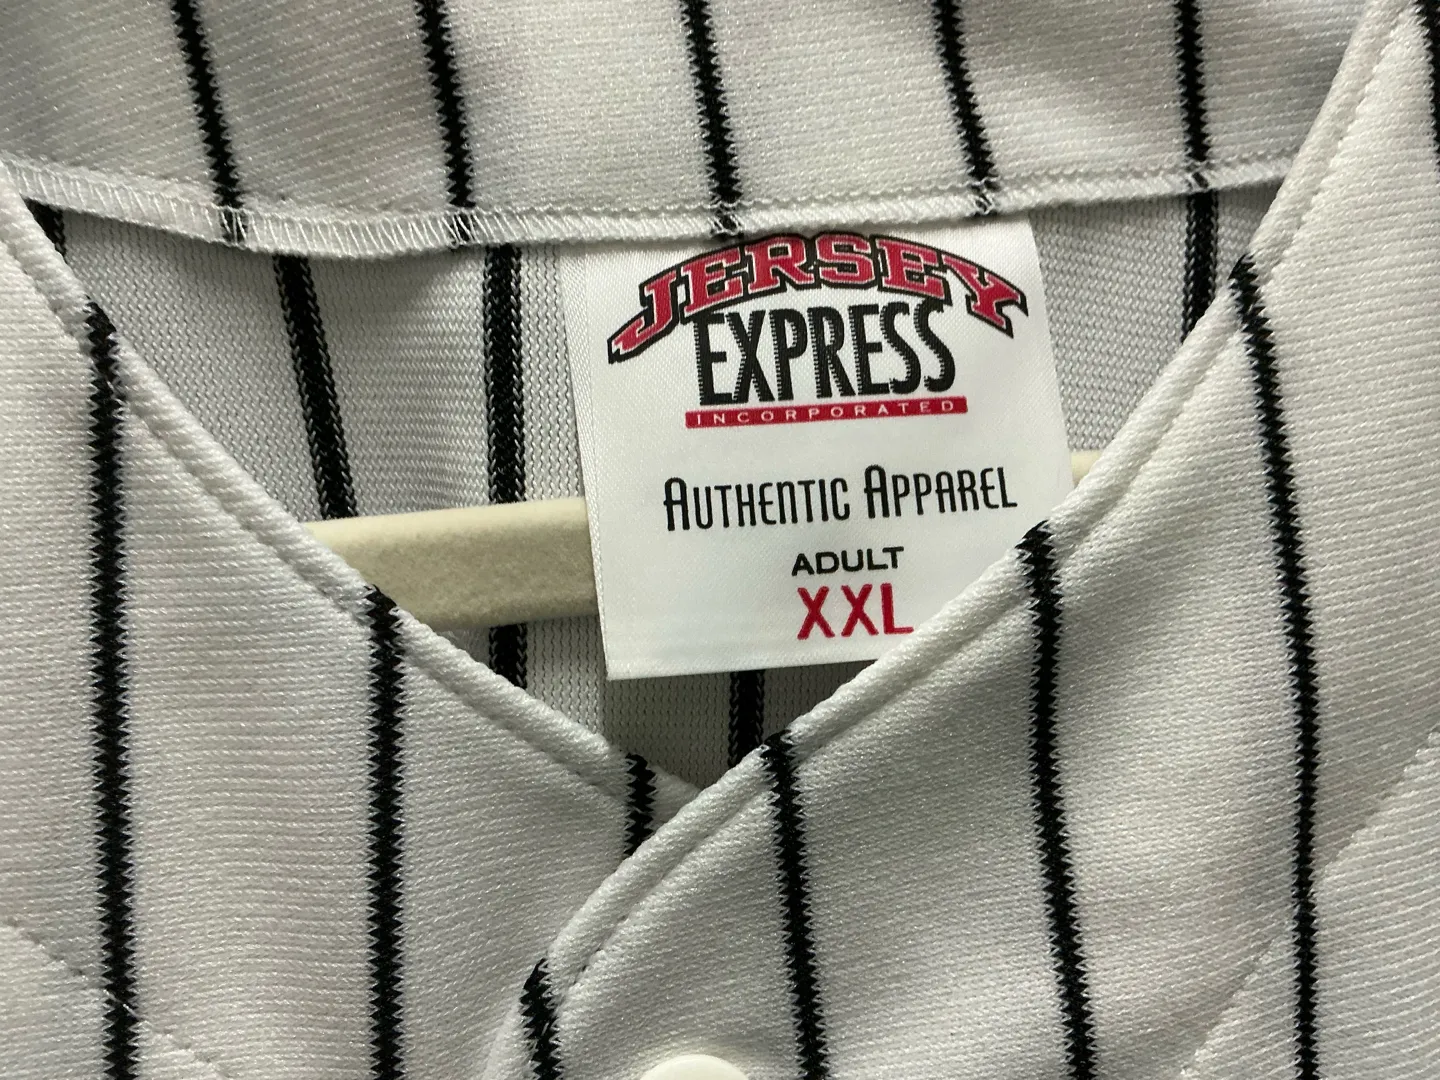 JERSEY
EXPRESS
INCORPORATED
AUTHENTIC APPAREL
ADULT
XXL